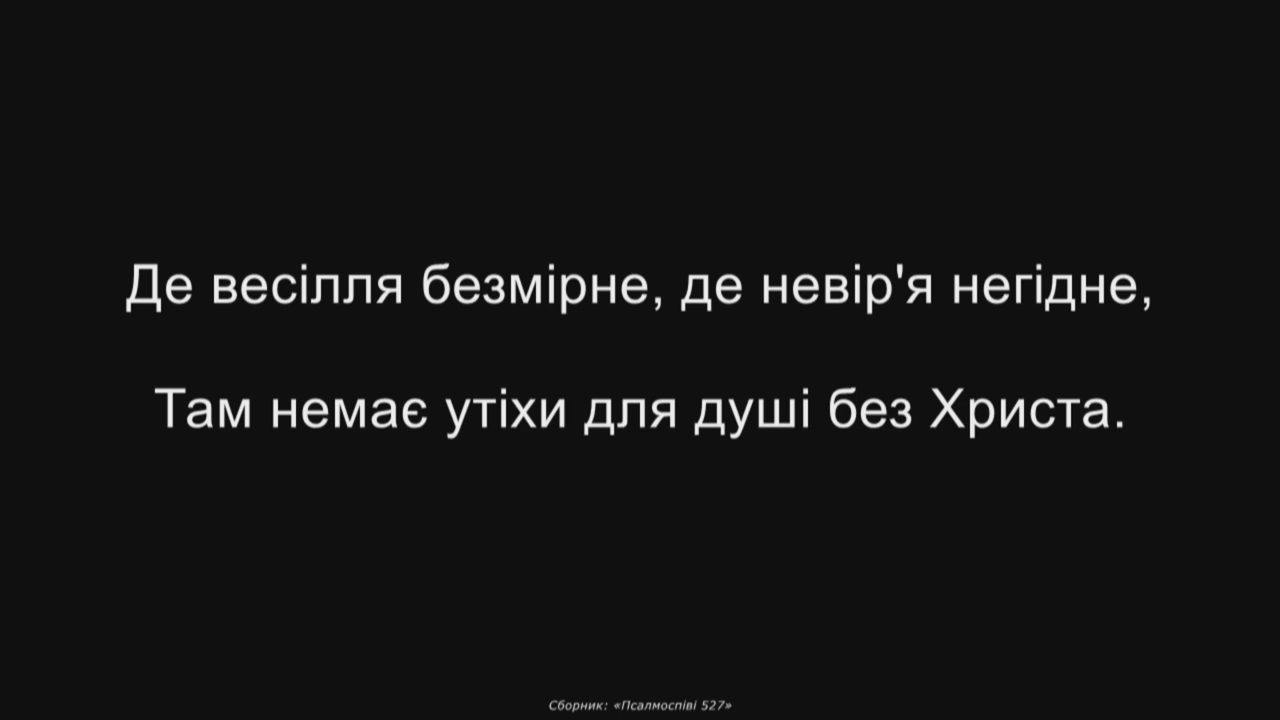 Де весілля безмірне, де невір'я негідне,
Там немає утіхи для душі без Христа.
Сборник: «Псалмоспіві 527»